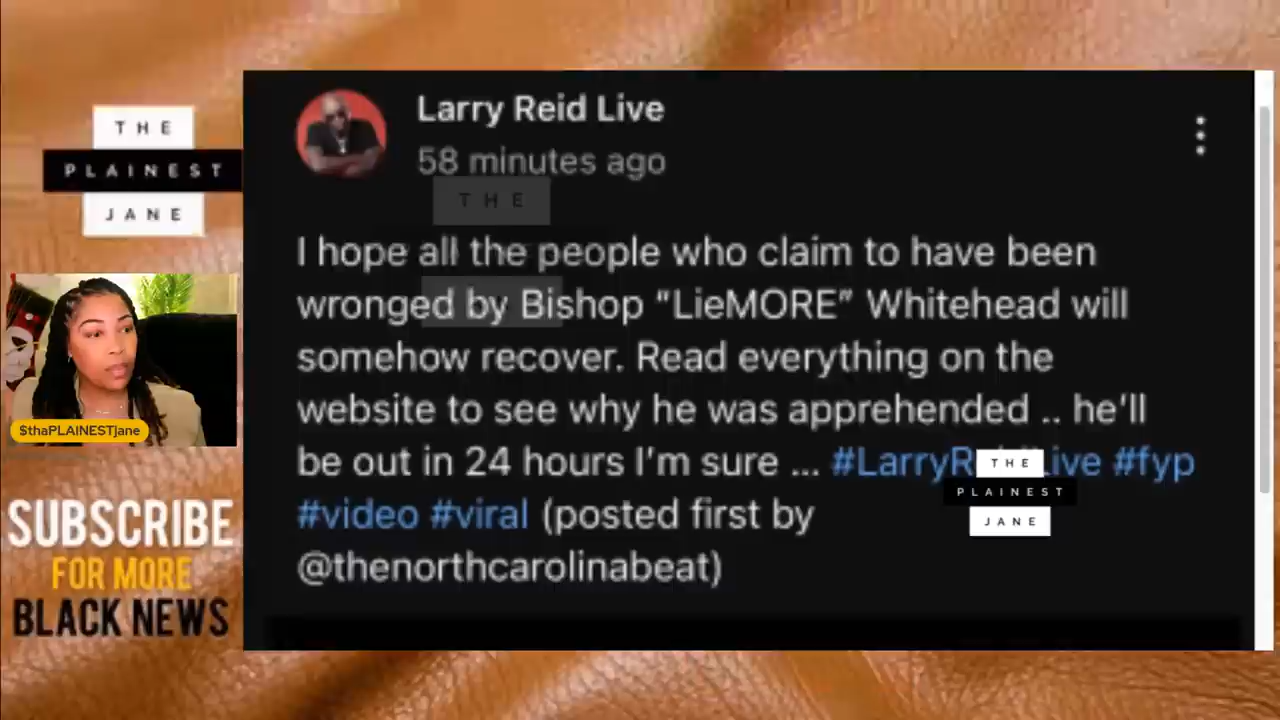 THE
PLAINEST
JANE
$thaPLAINESTjane
SUBSCRIBE
FOR MORE
BLACK NEWS
Larry Reid Live
58 minutes ago
THE
I hope all the people who claim to have been
wronged by Bishop “LieMORE” Whitehead will
somehow recover. Read everything on the
website to see why he was apprehended .. he’ll
be out in 24 hours I’m sure ... #LarryReidLive #fyp
#video #viral (posted first by
@thenorthcarolinabeat)
THE
PLAINEST
JANE